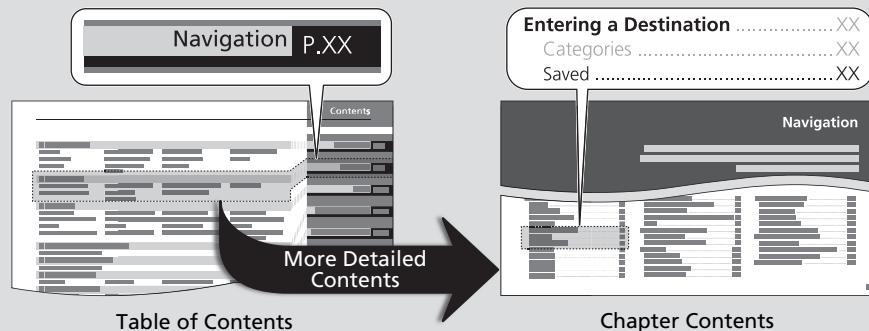 Navigation P.XX
Contents
More Detailed
Contents
Table of Contents
Entering a Destination ................ XX
Categories .................................. XX
Saved ......................................... XX
Navigation
Chapter Contents